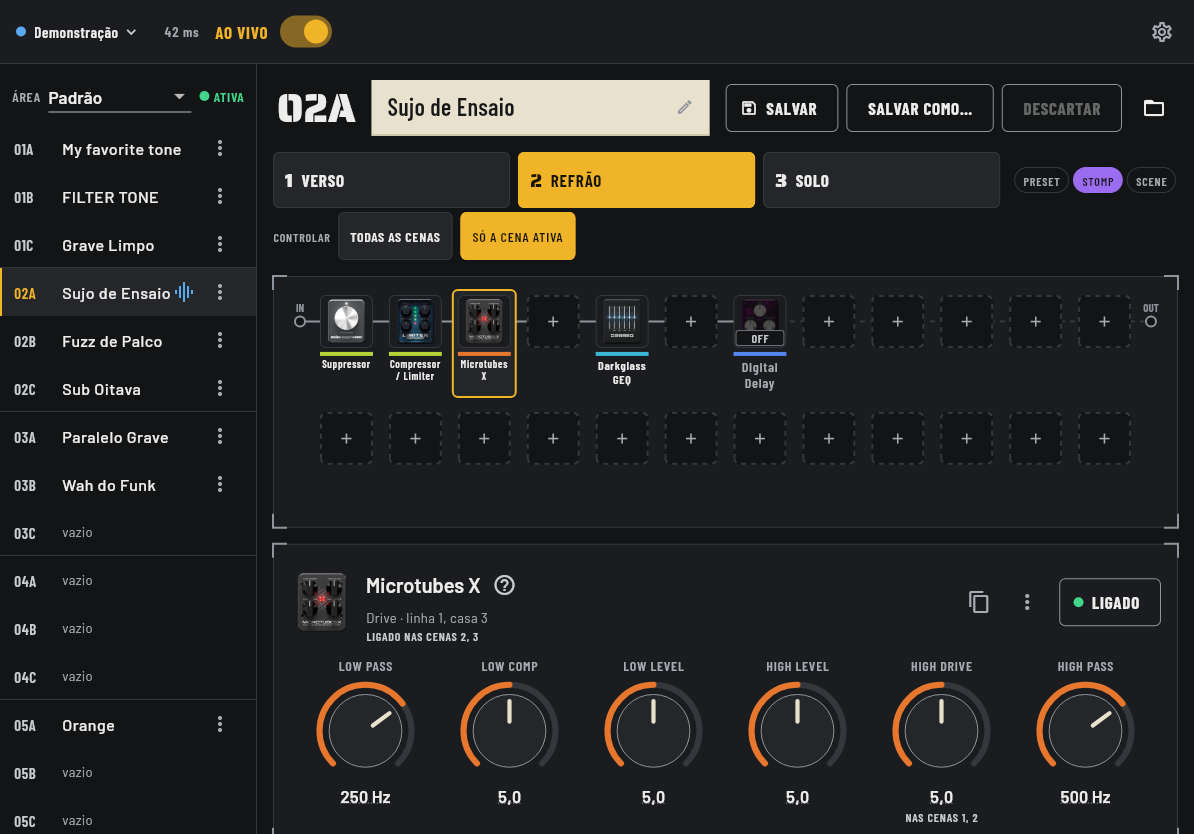 Demonstração
42 ms
AO VIVO
ÁREA Padrão ATIVA
01A My favorite tone
01B FILTER TONE
01C Grave Limpo
02A Sujo de Ensaio
02B Fuzz de Palco
02C Sub Oitava
03A Paralelo Grave
03B Wah do Funk
03C vazio
04A vazio
04B vazio
04C vazio
05A Orange
05B vazio
05C vazio
02A Sujo de Ensaio SALVAR SALVAR COMO... DESCARTAR
1 VERSO 2 REFRÃO 3 SOLO PRESET STOMP SCENE
CONTROLAR TODAS AS CENAS SÓ A CENA ATIVA
IN OUT
OFF
Suppressor
Compressor
/ Limiter
Microtubes
X
Darkglass
GEQ
Digital
Delay
Microtubes X
Drive · linha 1, casa 3
LIGADO NAS CENAS 2, 3
LIGADO
LOW PASS LOW COMP LOW LEVEL HIGH LEVEL HIGH DRIVE HIGH PASS
250 Hz 5,0 5,0 5,0 5,0 500 Hz
NAS CENAS 1, 2